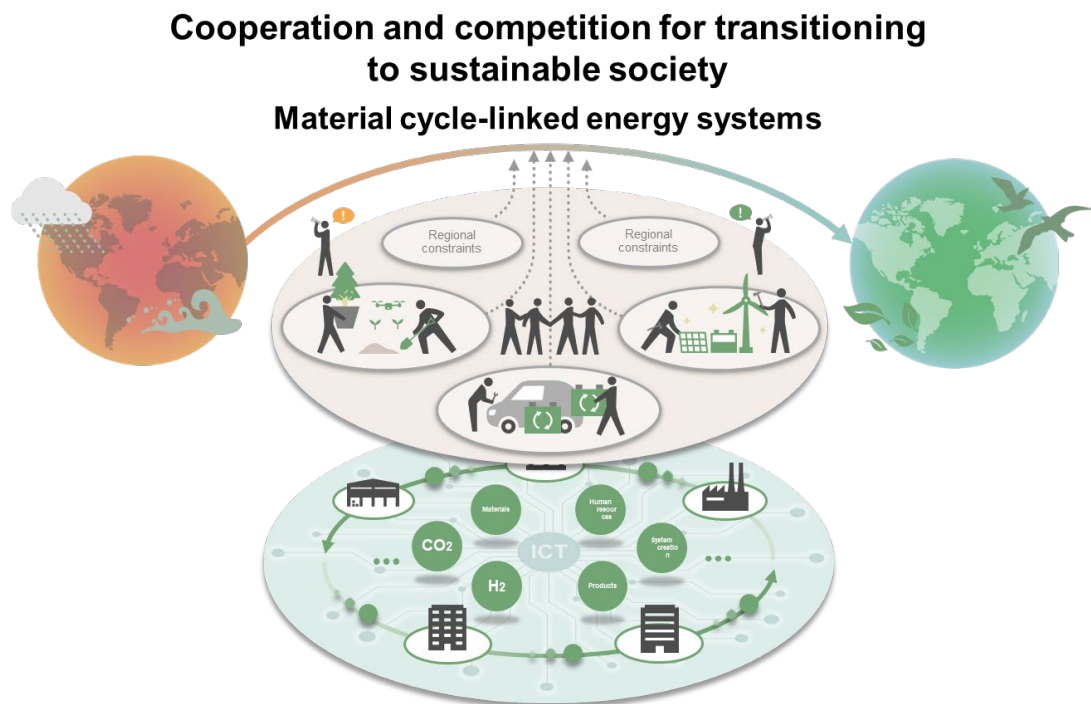 Cooperation and competition for transitioning
to sustainable society
Material cycle-linked energy systems
!
!
Regional
constraints
Regional
constraints
Materials
Human
resour
ces
CO2
ICT
System
creatio
n
H2
Products